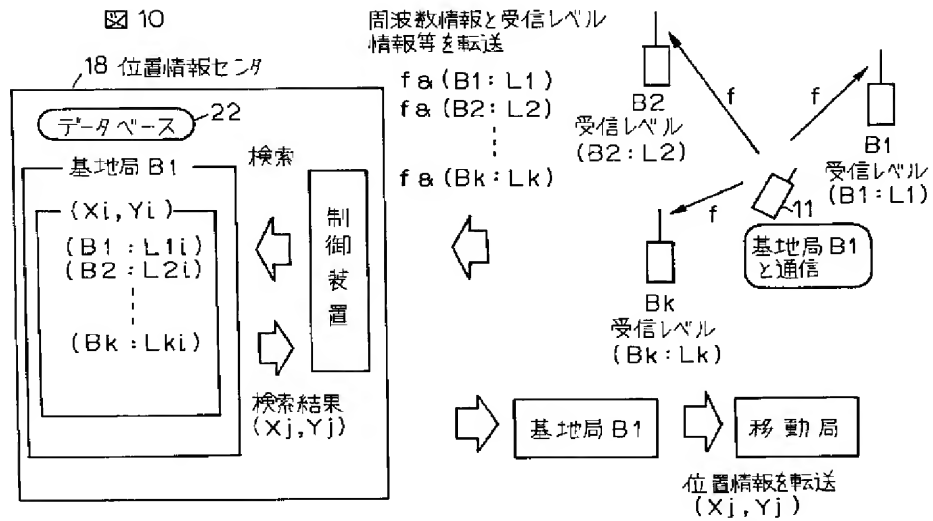 図 10
18 位置情報センタ
データベース
22
基地局 B1
検索
(Xi, Yi)
(B1 : L1i)
(B2 : L2i)
(Bk : Lki)
制御装置
検索結果
(Xj, Yj)
周波数情報と受信レベル
情報等を転送
f & (B1 : L1)
f & (B2 : L2)
f & (Bk : Lk)
B2
受信レベル
(B2 : L2)
f
f
B1
受信レベル
(B1 : L1)
f
11
基地局 B1
と通信
Bk
受信レベル
(Bk : Lk)
基地局 B1
移動局
位置情報を転送
(Xj, Yj)